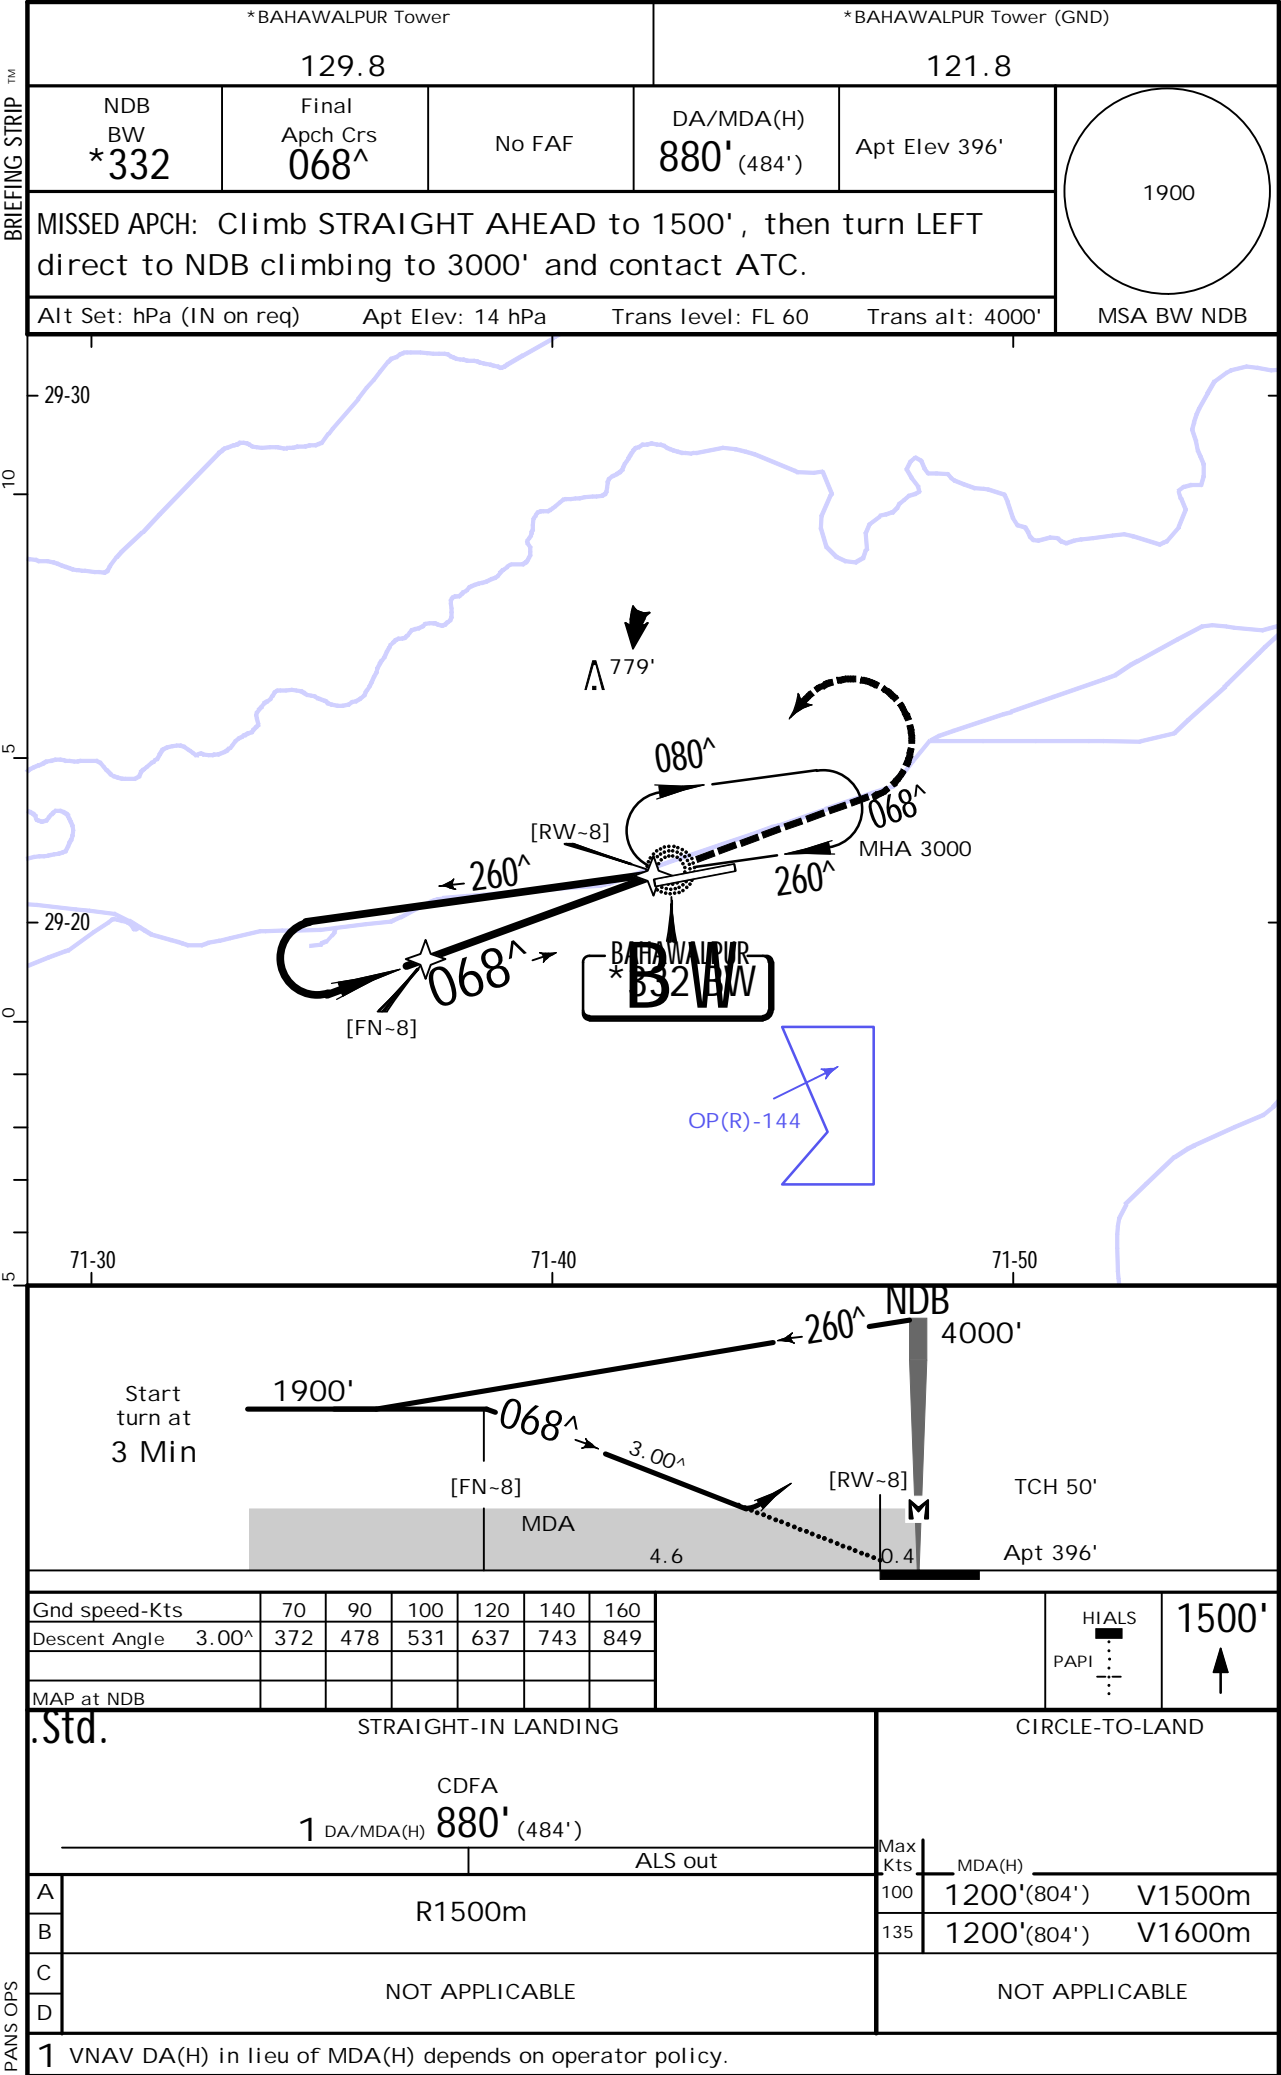 BRIEFING STRIP ™
*BAHAWALPUR Tower
129.8
*BAHAWALPUR Tower (GND)
121.8
NDB
BW
*332
Final
Apch Crs
068^
No FAF
DA/MDA(H)
880' (484')
Apt Elev 396'
1900
MSA BW NDB
MISSED APCH: Climb STRAIGHT AHEAD to 1500', then turn LEFT
direct to NDB climbing to 3000' and contact ATC.
Alt Set: hPa (IN on req) Apt Elev: 14 hPa Trans level: FL 60 Trans alt: 4000'
29-30
10
779'
5
080^
068^
[RW~8]
MHA 3000
260^
260^
29-20
068^
BAHAWALPUR
*332 BW
BW
0
[FN~8]
OP(R)-144
71-30
71-40
71-50
5
NDB
260^
4000'
Start
turn at
3 Min
1900'
068^
3.00^
[FN~8]
[RW~8]
TCH 50'
M
MDA
4.6
0.4
Apt 396'
Gnd speed-Kts 70 90 100 120 140 160
Descent Angle 3.00^ 372 478 531 637 743 849
MAP at NDB
HIALS
PAPI
1500'
.Std.
STRAIGHT-IN LANDING
CIRCLE-TO-LAND
CDFA
1 DA/MDA(H) 880' (484')
ALS out
Max
Kts
MDA(H)
A
B
R1500m
100 1200'(804') V1500m
135 1200'(804') V1600m
C
D
NOT APPLICABLE
NOT APPLICABLE
PANS OPS
1 VNAV DA(H) in lieu of MDA(H) depends on operator policy.